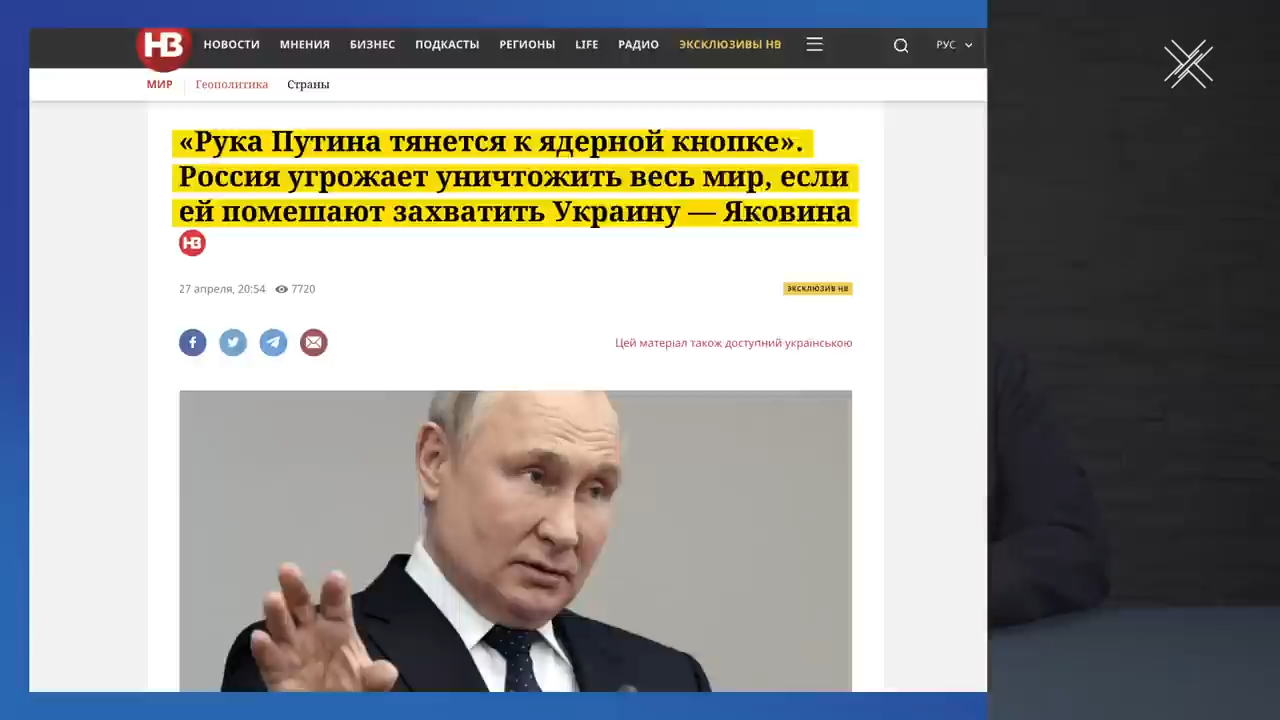 НВ
НОВОСТИ МНЕНИЯ БИЗНЕС ПОДКАСТЫ РЕГИОНЫ LIFE РАДИО ЭКСКЛЮЗИВЫ НВ РУС
МИР Геополитика Страны
«Рука Путина тянется к ядерной кнопке».
Россия угрожает уничтожить весь мир, если
ей помешают захватить Украину — Яковина
НВ
27 апреля, 20:54 7720 ЭКСКЛЮЗИВ НВ
Цей матеріал також доступний українською